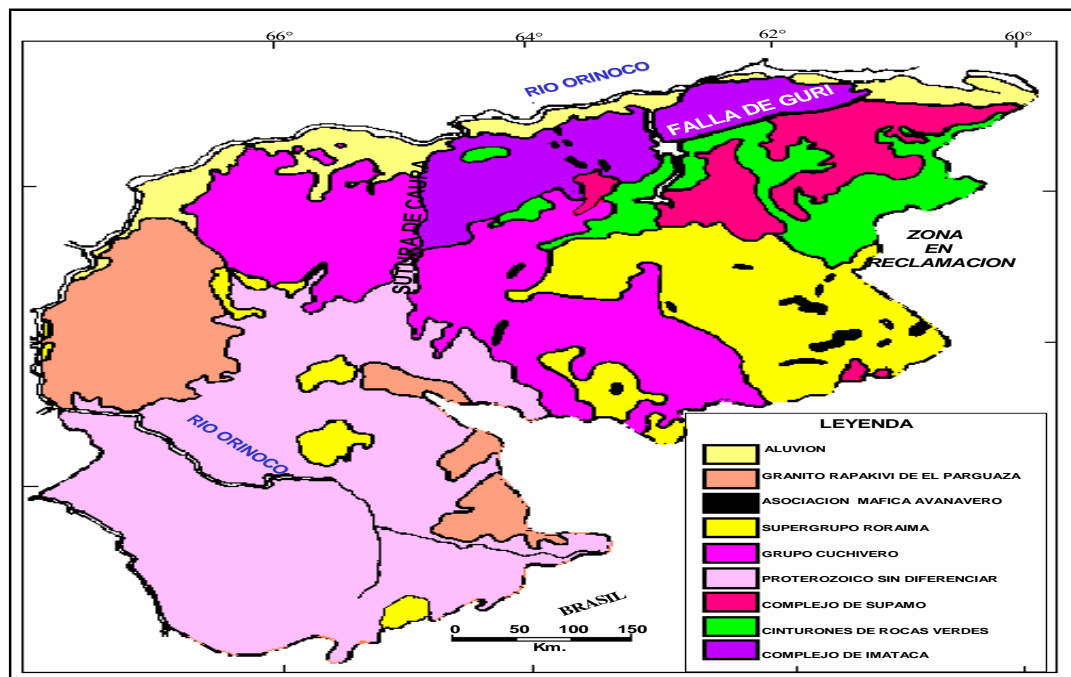 66°
64°
62°
60°
RIO ORINOCO
FALLA DE GURI
SUTURA DE CAURA
ZONA
EN
RECLAMACION
RIO ORINOCO
BRASIL
0 50 100 150
Km.
LEYENDA
ALUVION
GRANITO RAPAKIVI DE EL PARGUAZA
ASOCIACION MAFICA AVANAVERO
SUPERGRUPO RORAIMA
GRUPO CUCHIVERO
PROTEROZOICO SIN DIFERENCIAR
COMPLEJO DE SUPAMO
CINTURONES DE ROCAS VERDES
COMPLEJO DE IMATACA